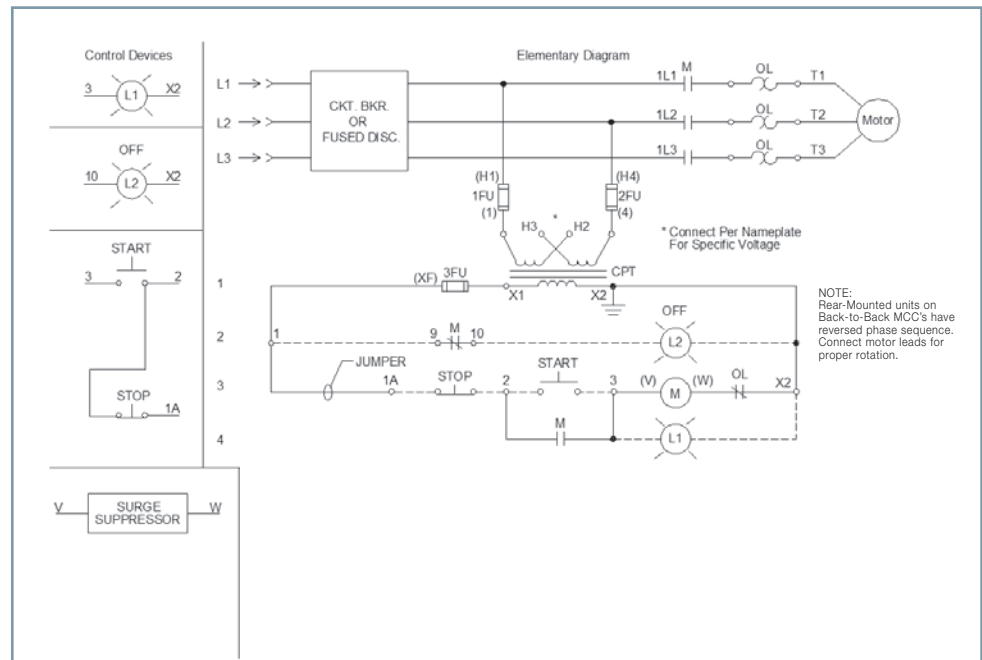 Control Devices
3
L1
X2
OFF
10
L2
X2
START
3
2
STOP
1A
V
SURGE
SUPPRESSOR
W
Elementary Diagram
L1
L2
L3
CKT. BKR.
OR
FUSED DISC.
1L1
M
OL
T1
1L2
OL
T2
1L3
OL
T3
Motor
(H1)
1FU
(1)
(H4)
2FU
(4)
H3
*
H2
* Connect Per Nameplate
For Specific Voltage
CPT
1
(XF)
3FU
X1
X2
2
1
9
M
10
OFF
L2
JUMPER
3
1A
STOP
2
START
3
(V)
M
(W)
OL
X2
4
M
L1
NOTE:
Rear-Mounted units on
Back-to-Back MCC's have
reversed phase sequence.
Connect motor leads for
proper rotation.